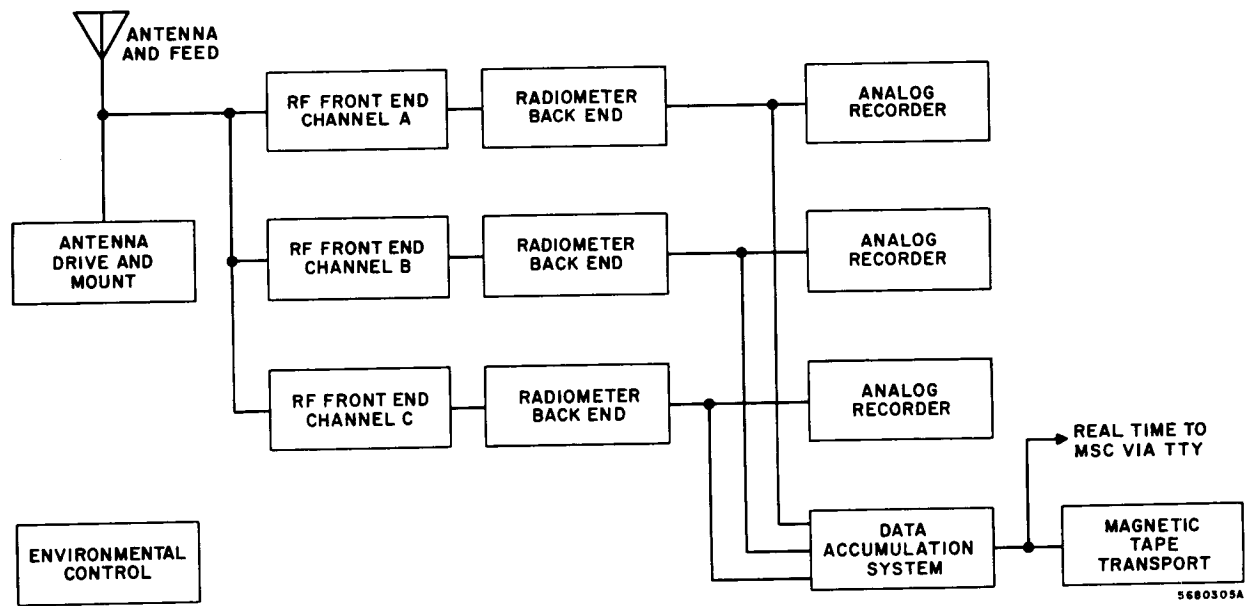 ANTENNA
AND FEED
RF FRONT END
CHANNEL A
RADIOMETER
BACK END
ANALOG
RECORDER
ANTENNA
DRIVE AND
MOUNT
RF FRONT END
CHANNEL B
RADIOMETER
BACK END
ANALOG
RECORDER
RF FRONT END
CHANNEL C
RADIOMETER
BACK END
ANALOG
RECORDER
REAL TIME TO
MSC VIA TTY
ENVIRONMENTAL
CONTROL
DATA
ACCUMULATION
SYSTEM
MAGNETIC
TAPE
TRANSPORT
5680305A